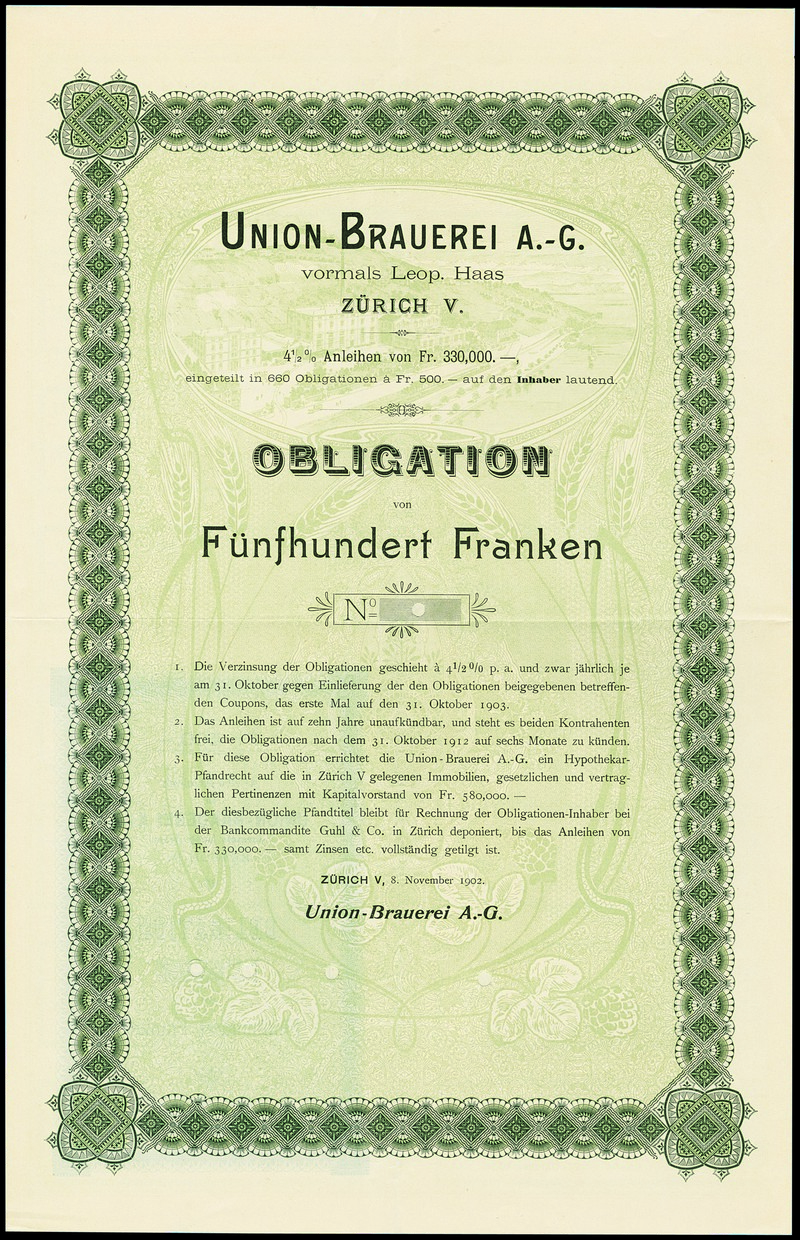 UNION-BRAUEREI A.-G.
vormals Leop. Haas
ZÜRICH V.
4½% Anleihen von Fr. 330,000. —,
eingeteilt in 660 Obligationen à Fr. 500. — auf den Inhaber lautend.
OBLIGATION
von
Fünfhundert Franken
Nº
1. Die Verzinsung der Obligationen geschieht à 4½% p. a. und zwar jährlich je
am 31. Oktober gegen Einlieferung der den Obligationen beigegebenen betreffen-
den Coupons, das erste Mal auf den 31. Oktober 1903.
2. Das Anleihen ist auf zehn Jahre unaufkündbar, und steht es beiden Kontrahenten
frei, die Obligationen nach dem 31. Oktober 1912 auf sechs Monate zu künden.
3. Für diese Obligation errichtet die Union-Brauerei A.-G. ein Hypothekar-
Pfandrecht auf die in Zürich V gelegenen Immobilien, gesetzlichen und vertrag-
lichen Pertinenzen mit Kapitalvorstand von Fr. 580,000. —
4. Der diesbezügliche Pfandtitel bleibt für Rechnung der Obligationen-Inhaber bei
der Bankcommandite Guhl & Co. in Zürich deponiert, bis das Anleihen von
Fr. 330,000. — samt Zinsen etc. vollständig getilgt ist.
ZÜRICH V, 8. November 1902.
Union-Brauerei A.-G.